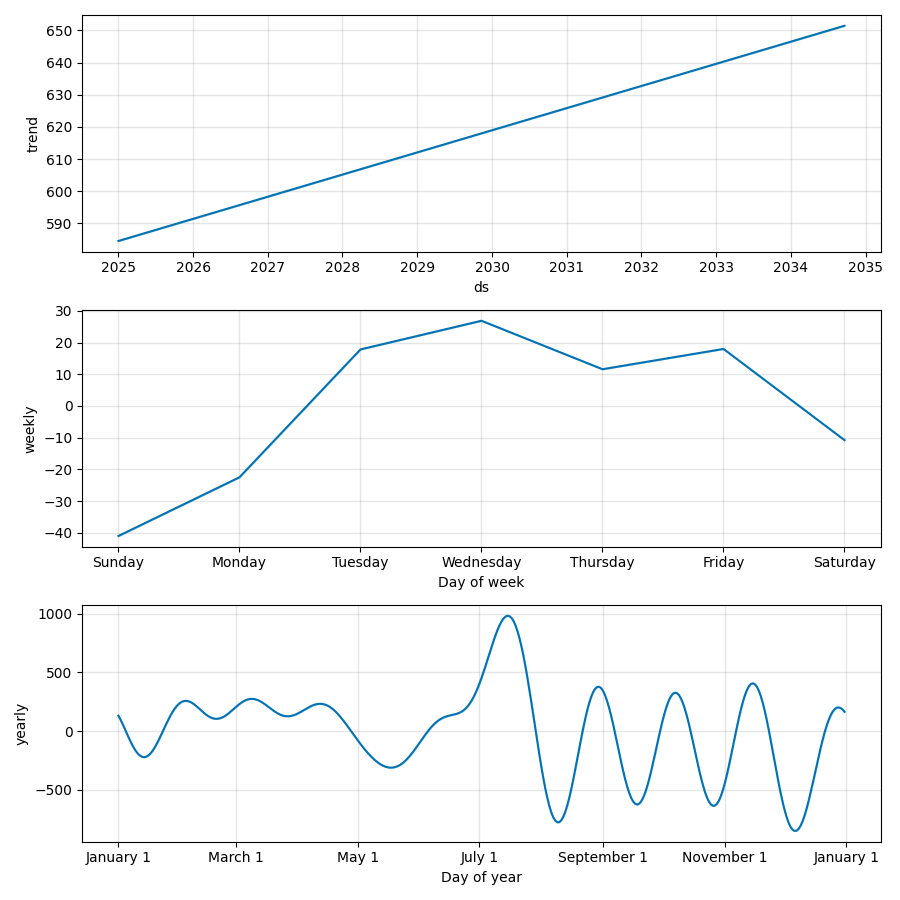 650
640
630
620
610
600
590
trend
2025 2026 2027 2028 2029 2030 2031 2032 2033 2034 2035
ds
30
20
10
0
−10
−20
−30
−40
weekly
Sunday Monday Tuesday Wednesday Thursday Friday Saturday
Day of week
1000
500
0
−500
yearly
January 1 March 1 May 1 July 1 September 1 November 1 January 1
Day of year